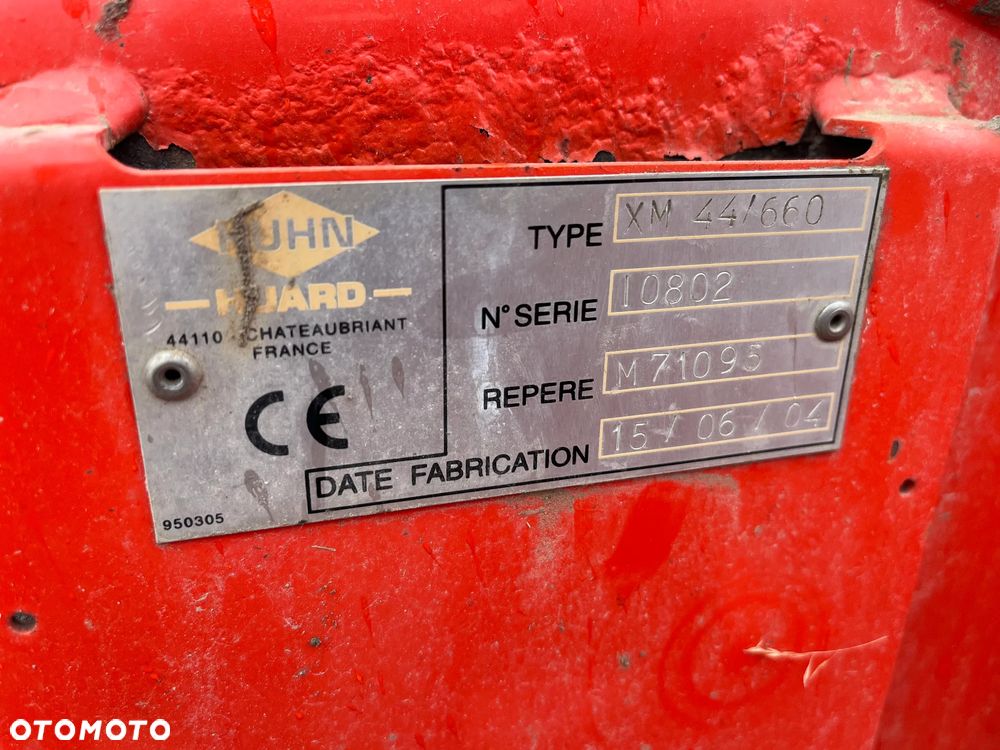 KUHN
— HUARD —
44110 CHATEAUBRIANT
FRANCE
CE
950305
TYPE XM 44/660
N° SERIE 10802
REPERE M71095
DATE FABRICATION 15/06/04
OTOMOTO